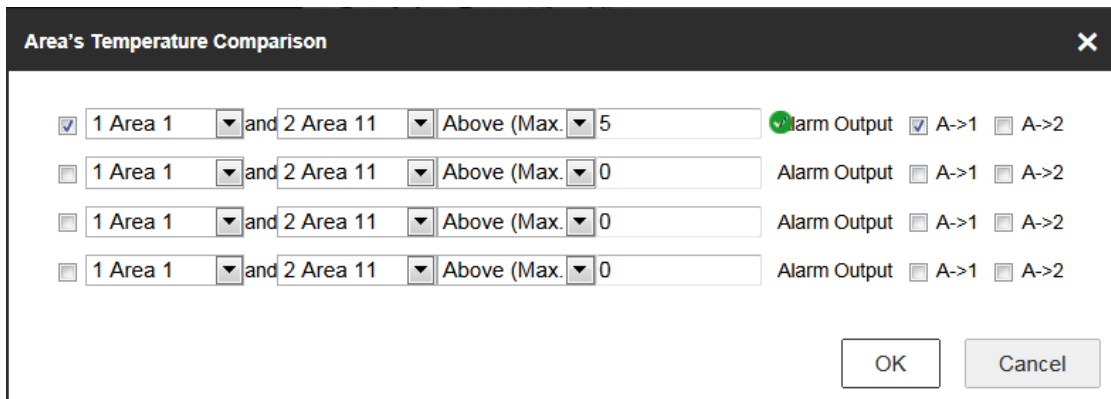 Area's Temperature Comparison
1 Area 1 and 2 Area 11 Above (Max. 5 Alarm Output A->1 A->2
1 Area 1 and 2 Area 11 Above (Max. 0 Alarm Output A->1 A->2
1 Area 1 and 2 Area 11 Above (Max. 0 Alarm Output A->1 A->2
1 Area 1 and 2 Area 11 Above (Max. 0 Alarm Output A->1 A->2
OK Cancel